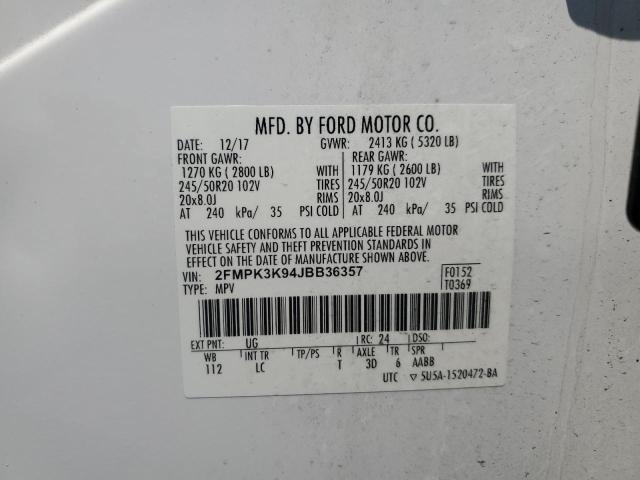 MFD. BY FORD MOTOR CO.
DATE: 12/17 GVWR: 2413 KG ( 5320 LB)
FRONT GAWR: REAR GAWR:
1270 KG ( 2800 LB) WITH 1179 KG ( 2600 LB) WITH
245/50R20 102V TIRES 245/50R20 102V TIRES
20x8.0J RIMS 20x8.0J RIMS
AT 240 kPa/ 35 PSI COLD AT 240 kPa/ 35 PSI COLD
THIS VEHICLE CONFORMS TO ALL APPLICABLE FEDERAL MOTOR
VEHICLE SAFETY AND THEFT PREVENTION STANDARDS IN
EFFECT ON THE DATE OF MANUFACTURE SHOWN ABOVE.
VIN: 2FMPK3K94JBB36357 F0152
TYPE: MPV T0369
EXT PNT: UG RC: 24 DSO:
WB INT TR TP/PS R AXLE TR SPR
112 LC T 3D 6 AABB
UTC ▽ 5U5A-1520472-BA